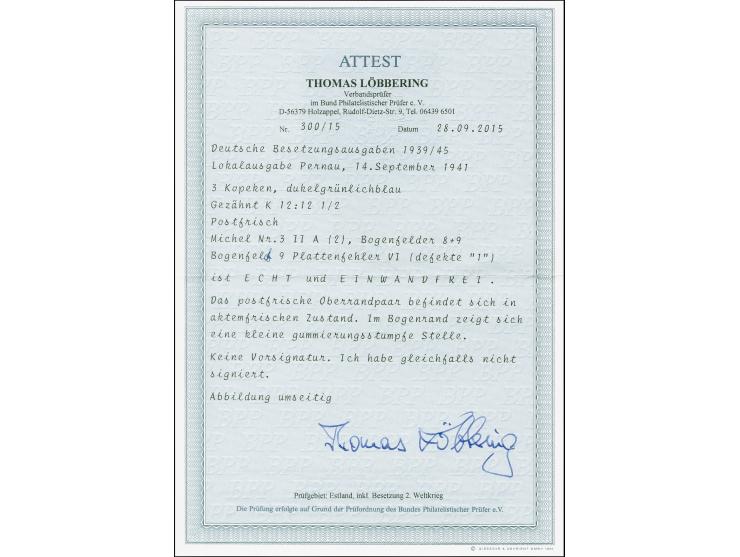 ATTEST
THOMAS LÖBBERING
Verbandsprüfer
im Bund Philatelistischer Prüfer e. V.
D-56379 Holzappel, Rudolf-Dietz-Str. 9, Tel. 06439 6501
Nr. 300/15 Datum 28.09.2015
Deutsche Besetzungsausgaben 1939/45
Lokalausgabe Pernau, 14.September 1941
3 Kopeken, dukelgrünlichblau
Gezähnt K 12:12 1/2
Postfrisch
Michel Nr.3 II A (2), Bogenfelder 8+9
Bogenfeld 9 Plattenfehler VI (defekte "1")
ist E C H T und E I N W A N D F R E I .
Das postfrische Oberrandpaar befindet sich in
aktemfrischen Zustand. Im Bogenrand zeigt sich
eine kleine gummierungsstumpfe Stelle.
Keine Vorsignatur. Ich habe gleichfalls nicht
signiert.
Abbildung umseitig
Thomas Löbbering
Prüfgebiet: Estland, inkl. Besetzung 2. Weltkrieg
Die Prüfung erfolgte auf Grund der Prüfordnung des Bundes Philatelistischer Prüfer e.V.